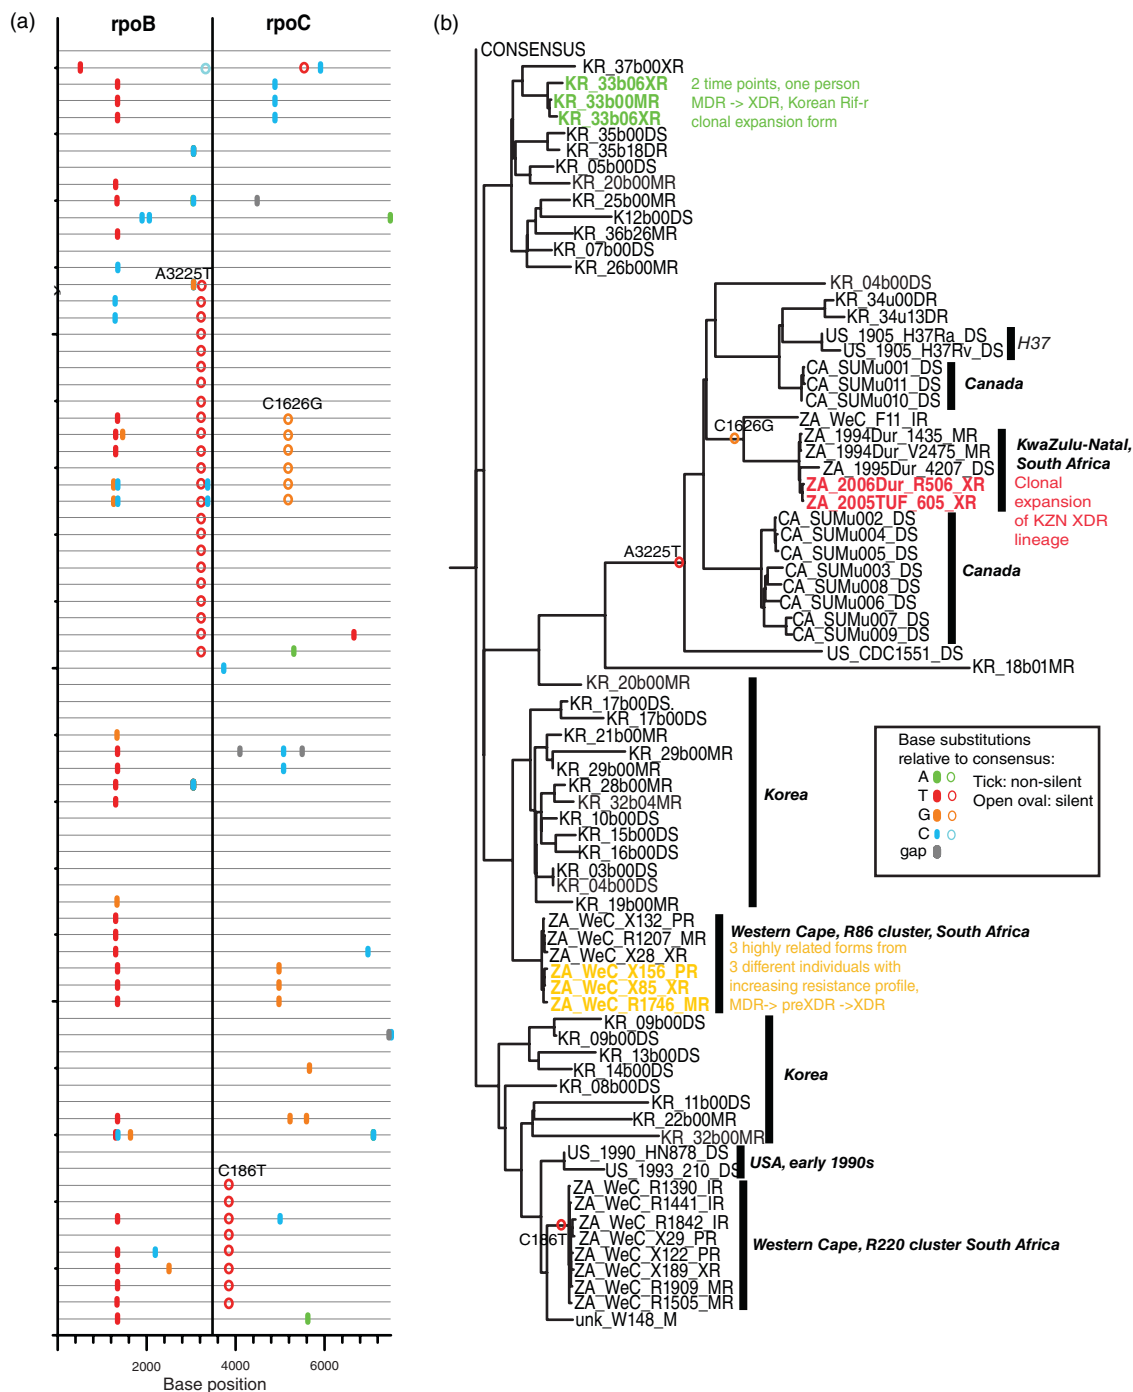 (a)
rpoB
rpoC
A3225T
C1626G
C186T
2000
4000
6000
Base position
(b)
CONSENSUS
KR_37b00XR
KR_33b06XR
KR_33b00MR
KR_33b06XR
2 time points, one person
MDR -> XDR, Korean Rif-r
clonal expansion form
KR_35b00DS
KR_35b18DR
KR_05b00DS
KR_20b00MR
KR_25b00MR
K12b00DS
KR_36b26MR
KR_07b00DS
KR_26b00MR
KR_04b00DS
KR_34u00DR
KR_34u13DR
US_1905_H37Ra_DS
US_1905_H37Rv_DS
H37
CA_SUMu001_DS
CA_SUMu011_DS
CA_SUMu010_DS
Canada
C1626G
ZA_WeC_F11_IR
ZA_1994Dur_1435_MR
ZA_1994Dur_V2475_MR
ZA_1995Dur_4207_DS
ZA_2006Dur_R506_XR
ZA_2005TUF_605_XR
KwaZulu-Natal,
South Africa
Clonal
expansion
of KZN XDR
lineage
A3225T
CA_SUMu002_DS
CA_SUMu004_DS
CA_SUMu005_DS
CA_SUMu003_DS
CA_SUMu008_DS
CA_SUMu006_DS
CA_SUMu007_DS
CA_SUMu009_DS
Canada
US_CDC1551_DS
KR_18b01MR
KR_20b00MR
KR_17b00DS.
KR_17b00DS
KR_21b00MR
KR_29b00MR
KR_29b00MR
KR_28b00MR
KR_32b04MR
KR_10b00DS
KR_15b00DS
KR_16b00DS
KR_03b00DS
KR_04b00DS
KR_19b00MR
Korea
Base substitutions
relative to consensus:
A
T
G
C
gap
Tick: non-silent
Open oval: silent
ZA_WeC_X132_PR
ZA_WeC_R1207_MR
ZA_WeC_X28_XR
ZA_WeC_X156_PR
ZA_WeC_X85_XR
ZA_WeC_R1746_MR
Western Cape, R86 cluster, South Africa
3 highly related forms from
3 different individuals with
increasing resistance profile,
MDR-> preXDR ->XDR
KR_09b00DS
KR_09b00DS
KR_13b00DS
KR_14b00DS
KR_08b00DS
KR_11b00DS
KR_22b00MR
KR_32b00MR
Korea
US_1990_HN878_DS
US_1993_210_DS
USA, early 1990s
C186T
ZA_WeC_R1390_IR
ZA_WeC_R1441_IR
ZA_WeC_R1842_IR
ZA_WeC_X29_PR
ZA_WeC_X122_PR
ZA_WeC_X189_XR
ZA_WeC_R1909_MR
ZA_WeC_R1505_MR
Western Cape, R220 cluster South Africa
unk_W148_M